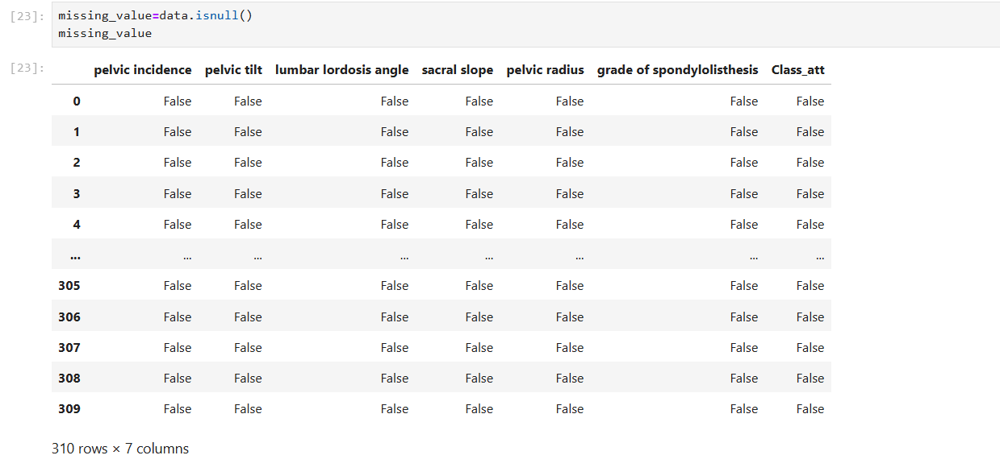 [23]: missing_value=data.isnull()
missing_value
[23]:
pelvic incidence pelvic tilt lumbar lordosis angle sacral slope pelvic radius grade of spondylolisthesis Class_att
0 False False False False False False False
1 False False False False False False False
2 False False False False False False False
3 False False False False False False False
4 False False False False False False False
... ... ... ... ... ... ... ...
305 False False False False False False False
306 False False False False False False False
307 False False False False False False False
308 False False False False False False False
309 False False False False False False False
310 rows × 7 columns